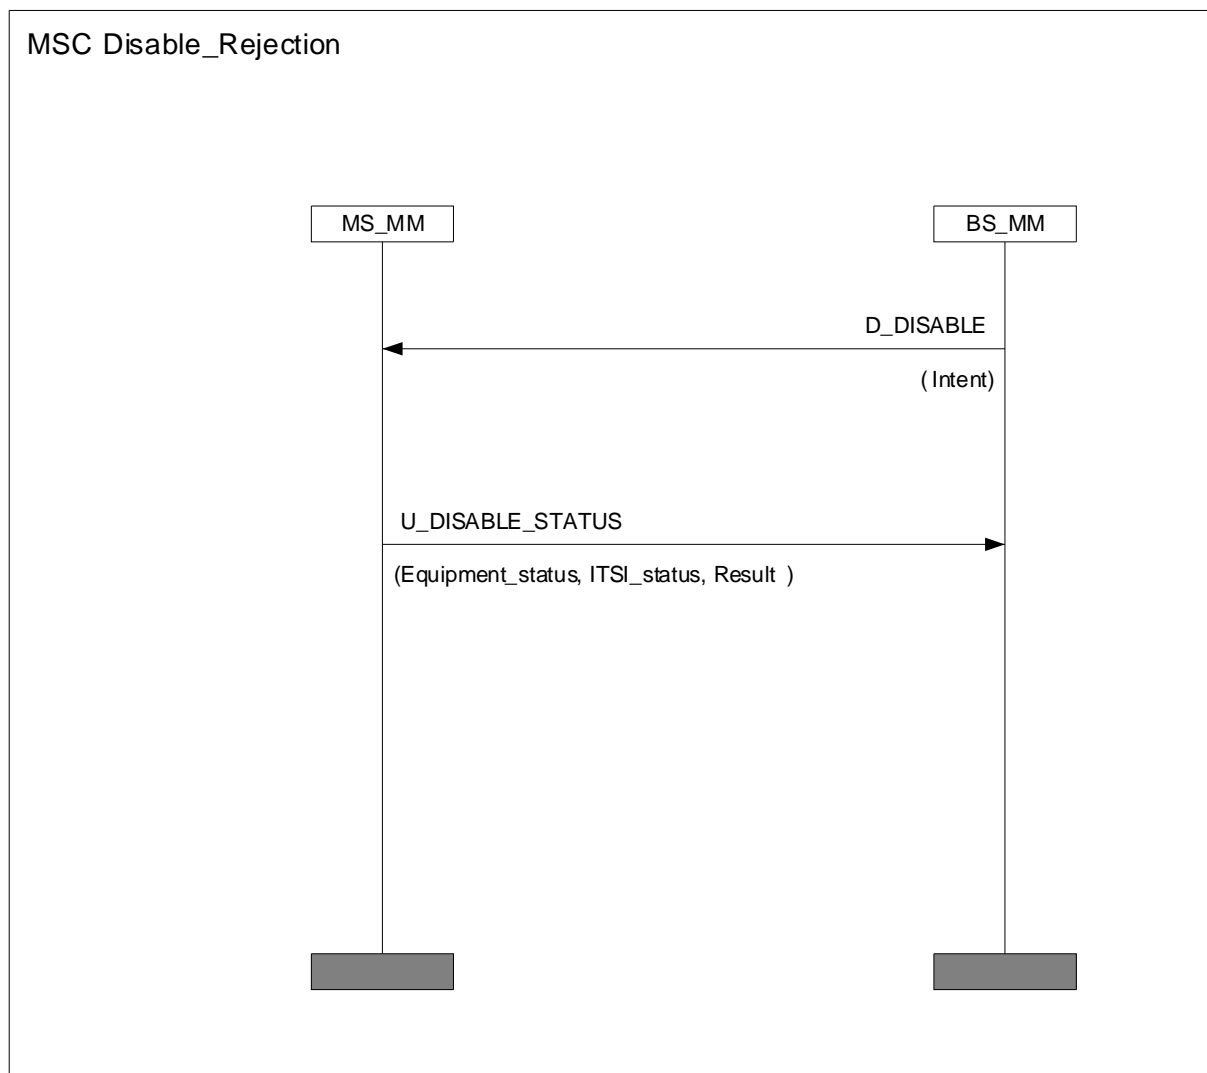 MSC Disable_Rejection
MS_MM
BS_MM
D_DISABLE
( Intent)
U_DISABLE_STATUS
(Equipment_status, ITSI_status, Result )